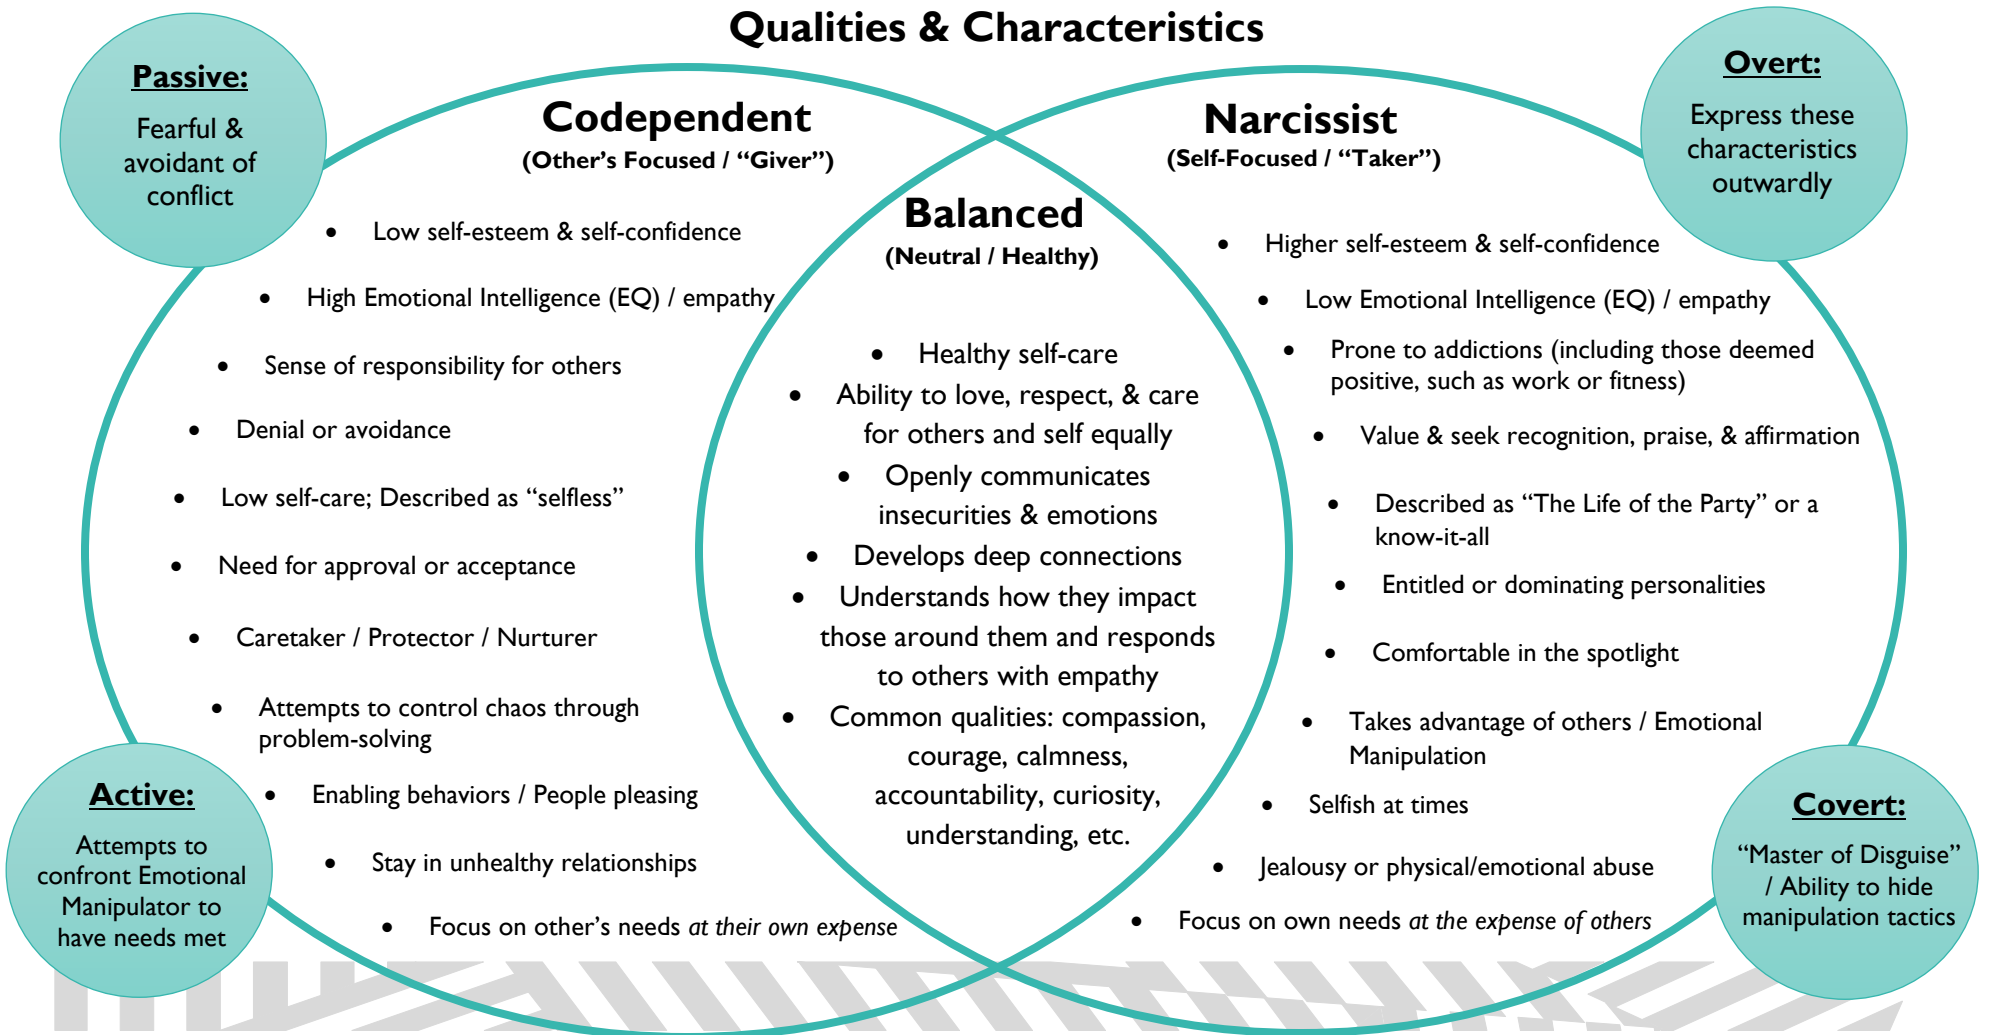 Qualities & Characteristics
Passive:
Fearful &
avoidant of
conflict
Codependent
(Other's Focused / “Giver”)
• Low self-esteem & self-confidence
• High Emotional Intelligence (EQ) / empathy
• Sense of responsibility for others
• Denial or avoidance
• Low self-care; Described as “selfless”
• Need for approval or acceptance
• Caretaker / Protector / Nurturer
• Attempts to control chaos through
problem-solving
• Enabling behaviors / People pleasing
• Stay in unhealthy relationships
• Focus on other's needs at their own expense
Active:
Attempts to
confront Emotional
Manipulator to
have needs met
Balanced
(Neutral / Healthy)
• Healthy self-care
• Ability to love, respect, & care
for others and self equally
• Openly communicates
insecurities & emotions
• Develops deep connections
• Understands how they impact
those around them and responds
to others with empathy
• Common qualities: compassion,
courage, calmness,
accountability, curiosity,
understanding, etc.
Narcissist
(Self-Focused / “Taker”)
• Higher self-esteem & self-confidence
• Low Emotional Intelligence (EQ) / empathy
• Prone to addictions (including those deemed
positive, such as work or fitness)
• Value & seek recognition, praise, & affirmation
• Described as “The Life of the Party” or a
know-it-all
• Entitled or dominating personalities
• Comfortable in the spotlight
• Takes advantage of others / Emotional
Manipulation
• Selfish at times
• Jealousy or physical/emotional abuse
• Focus on own needs at the expense of others
Overt:
Express these
characteristics
outwardly
Covert:
“Master of Disguise”
/ Ability to hide
manipulation tactics